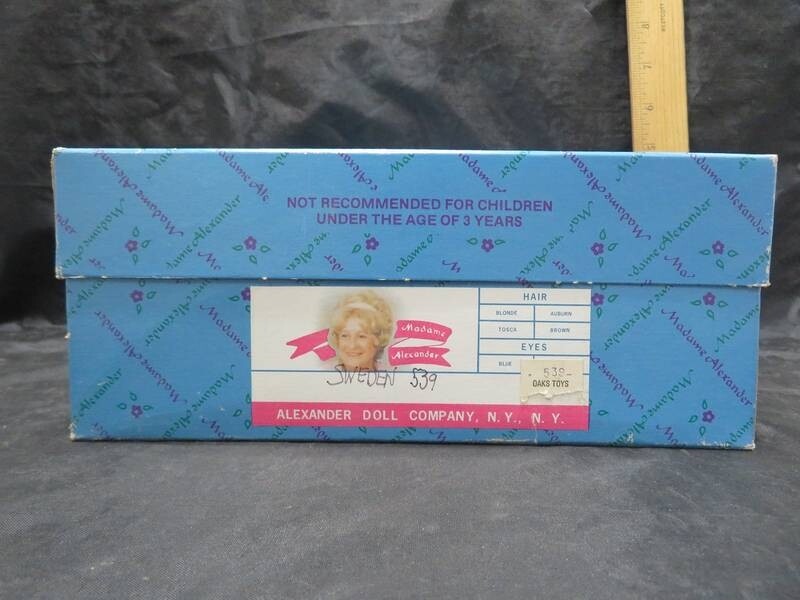 NOT RECOMMENDED FOR CHILDREN
UNDER THE AGE OF 3 YEARS
Madame
Alexander
HAIR
BLONDE AUBURN
TOSCA BROWN
EYES
BLUE
SWEDEN 539
. 539-
OAKS TOYS
ALEXANDER DOLL COMPANY, N.Y., N.Y.